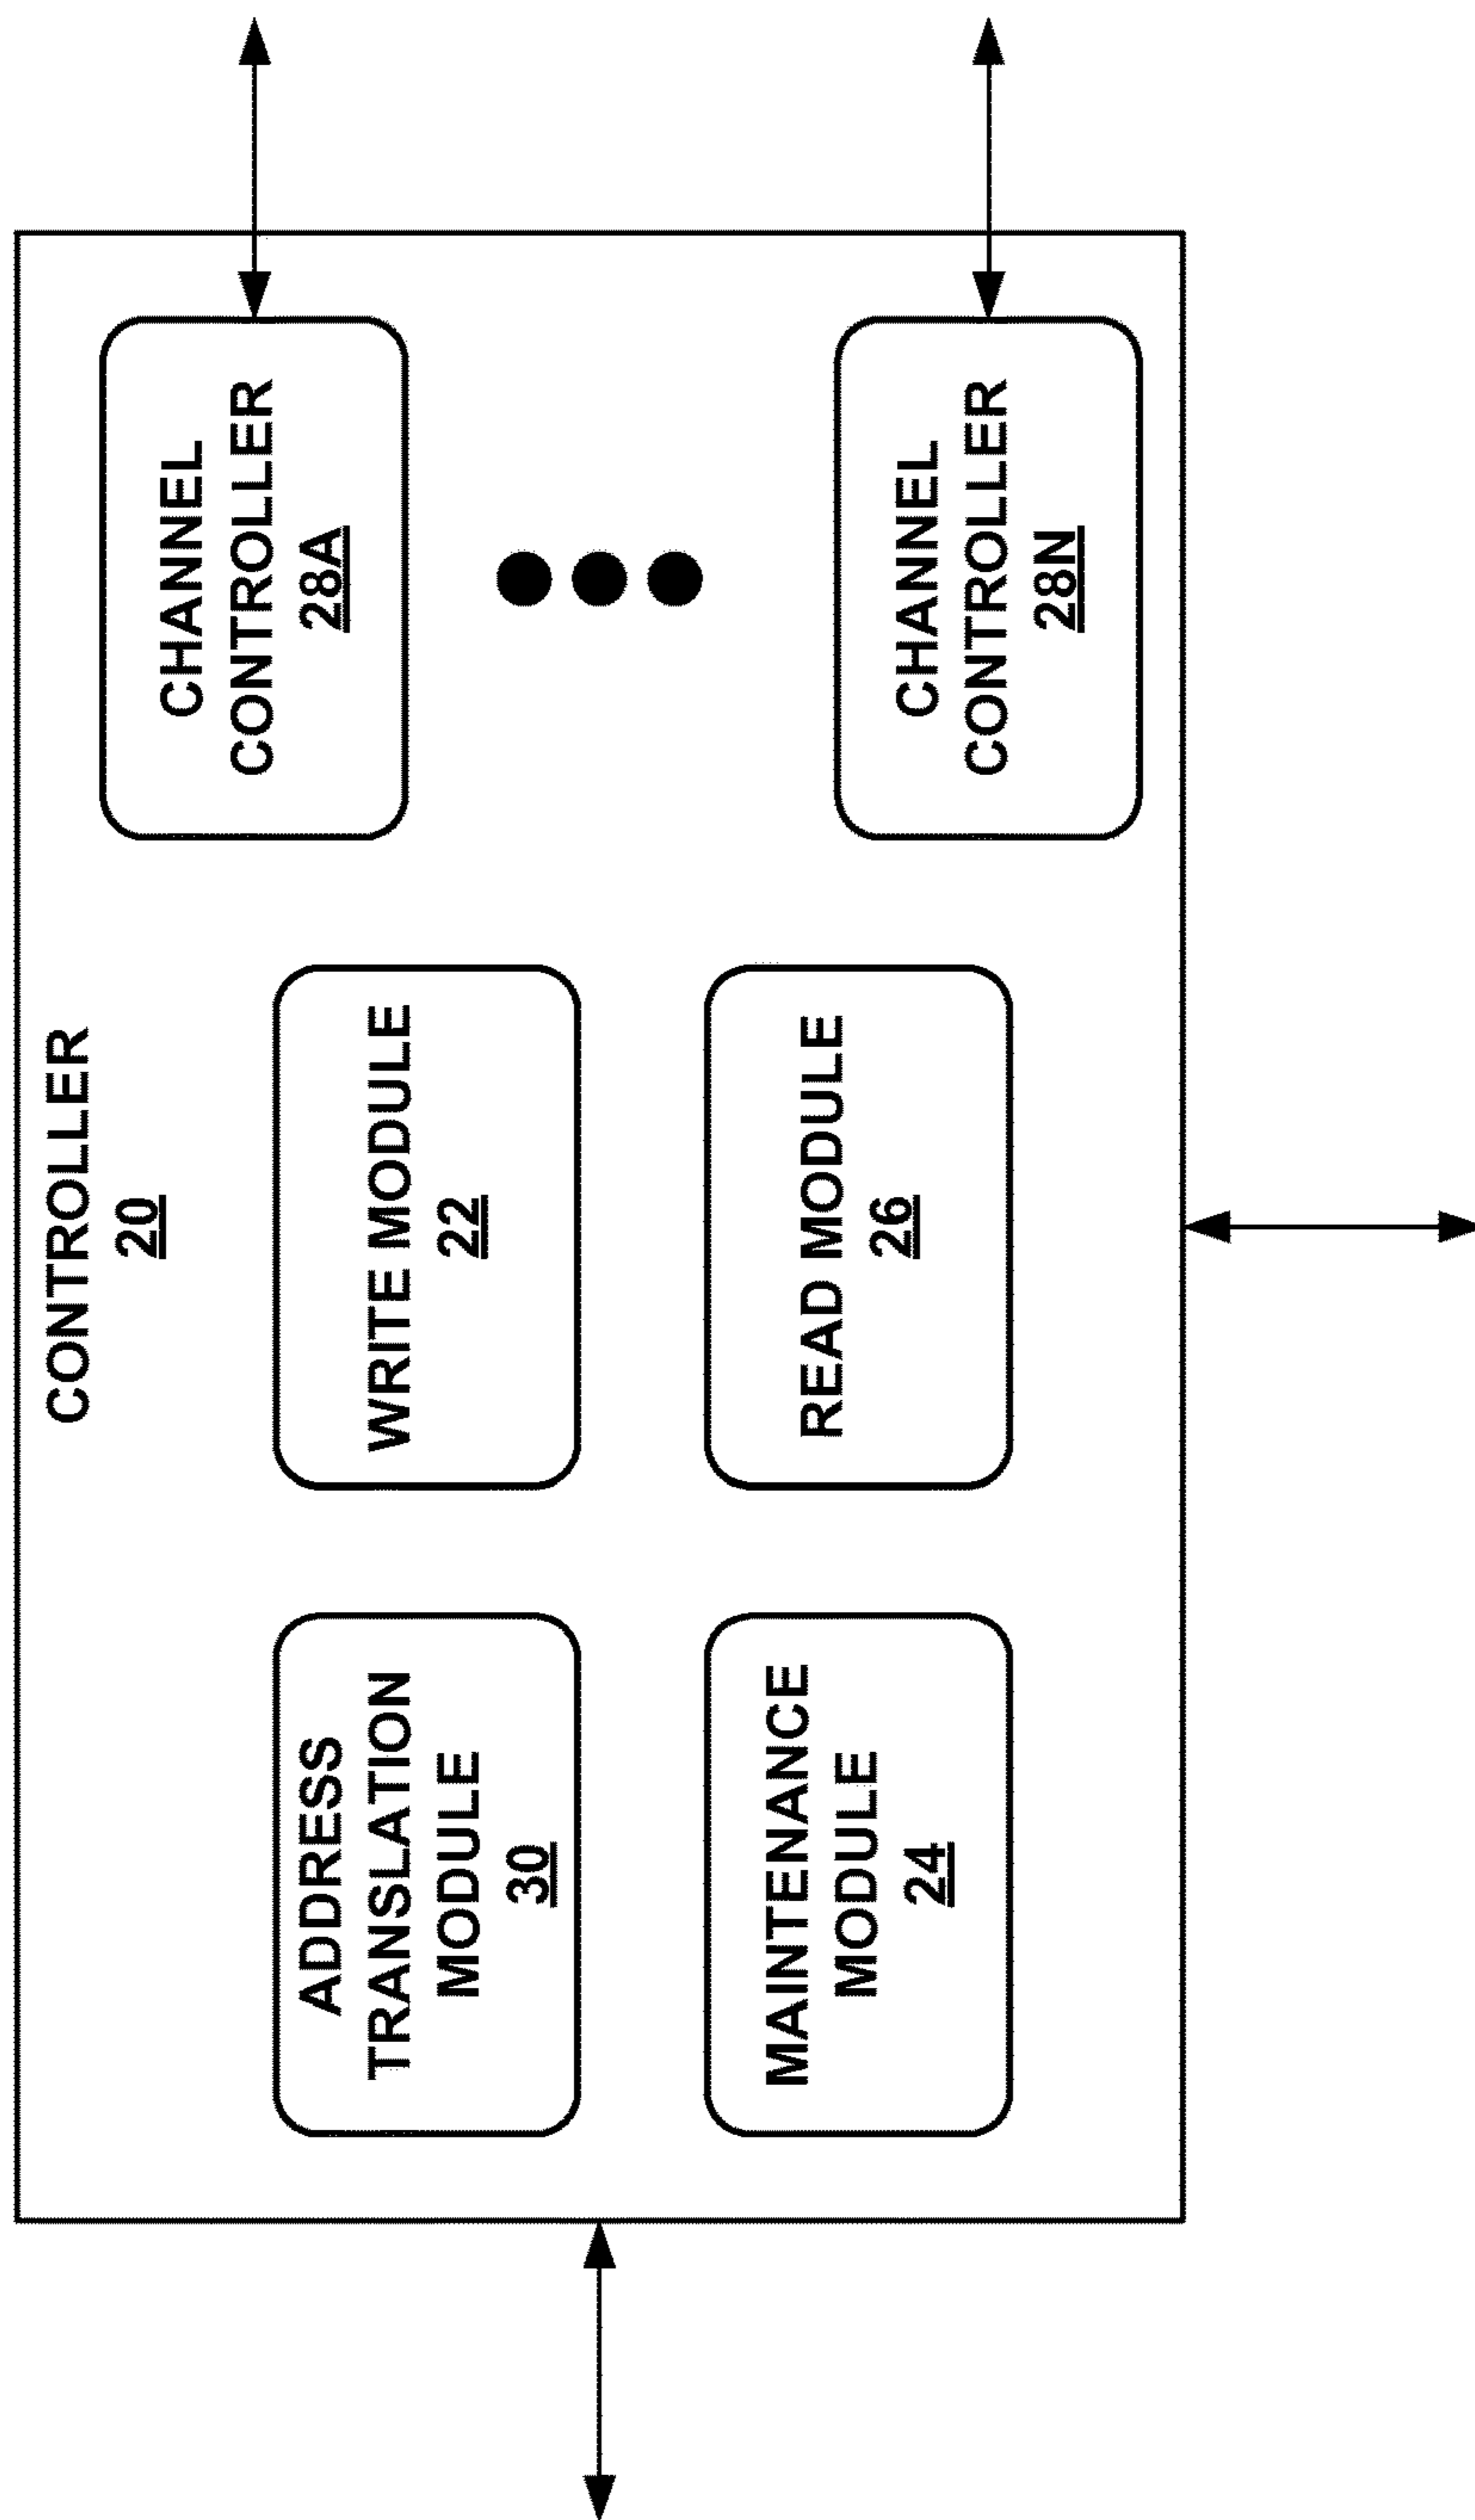 CONTROLLER
20
ADDRESS
TRANSLATION
MODULE
30
WRITE MODULE
22
CHANNEL
CONTROLLER
28A
MAINTENANCE
MODULE
24
READ MODULE
26
CHANNEL
CONTROLLER
28N